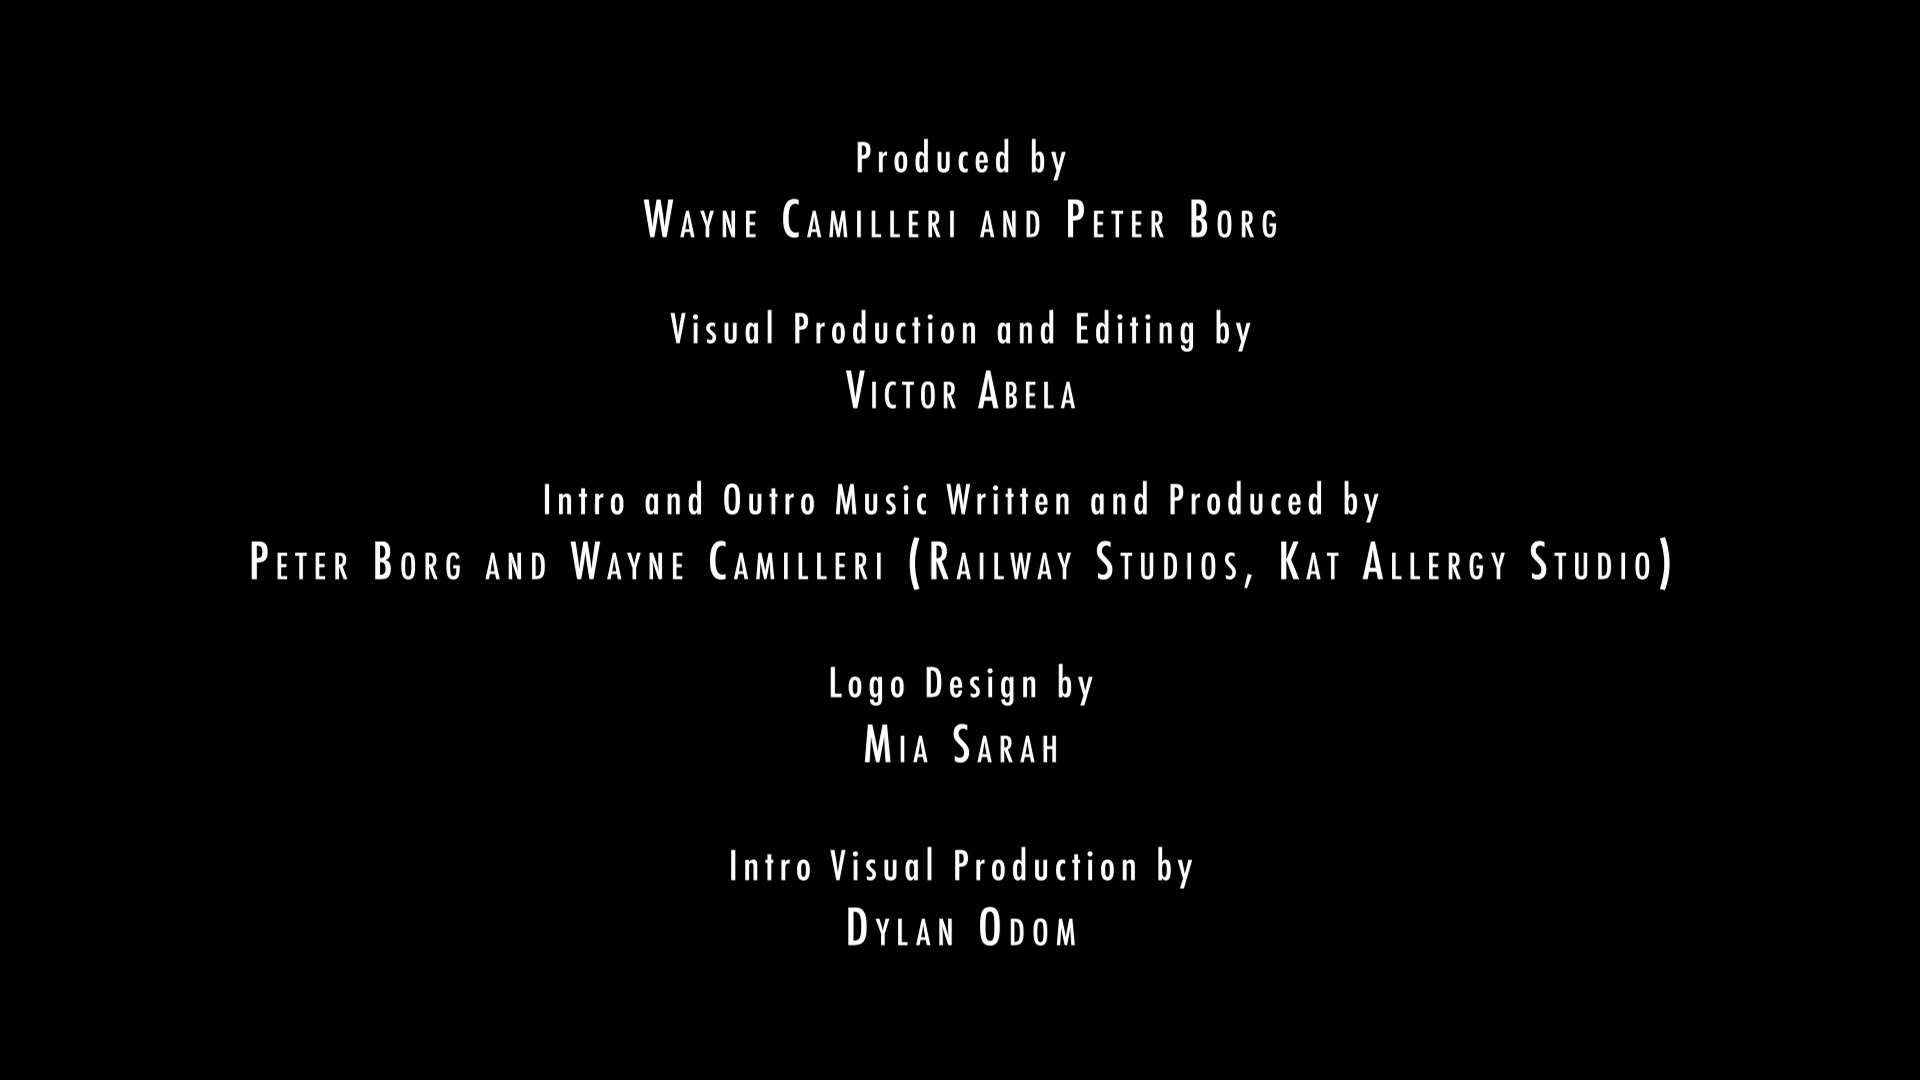 Produced by
Wayne Camilleri and Peter Borg
Visual Production and Editing by
Victor Abela
Intro and Outro Music Written and Produced by
Peter Borg and Wayne Camilleri (Railway Studios, Kat Allergy Studio)
Logo Design by
Mia Sarah
Intro Visual Production by
Dylan Odom